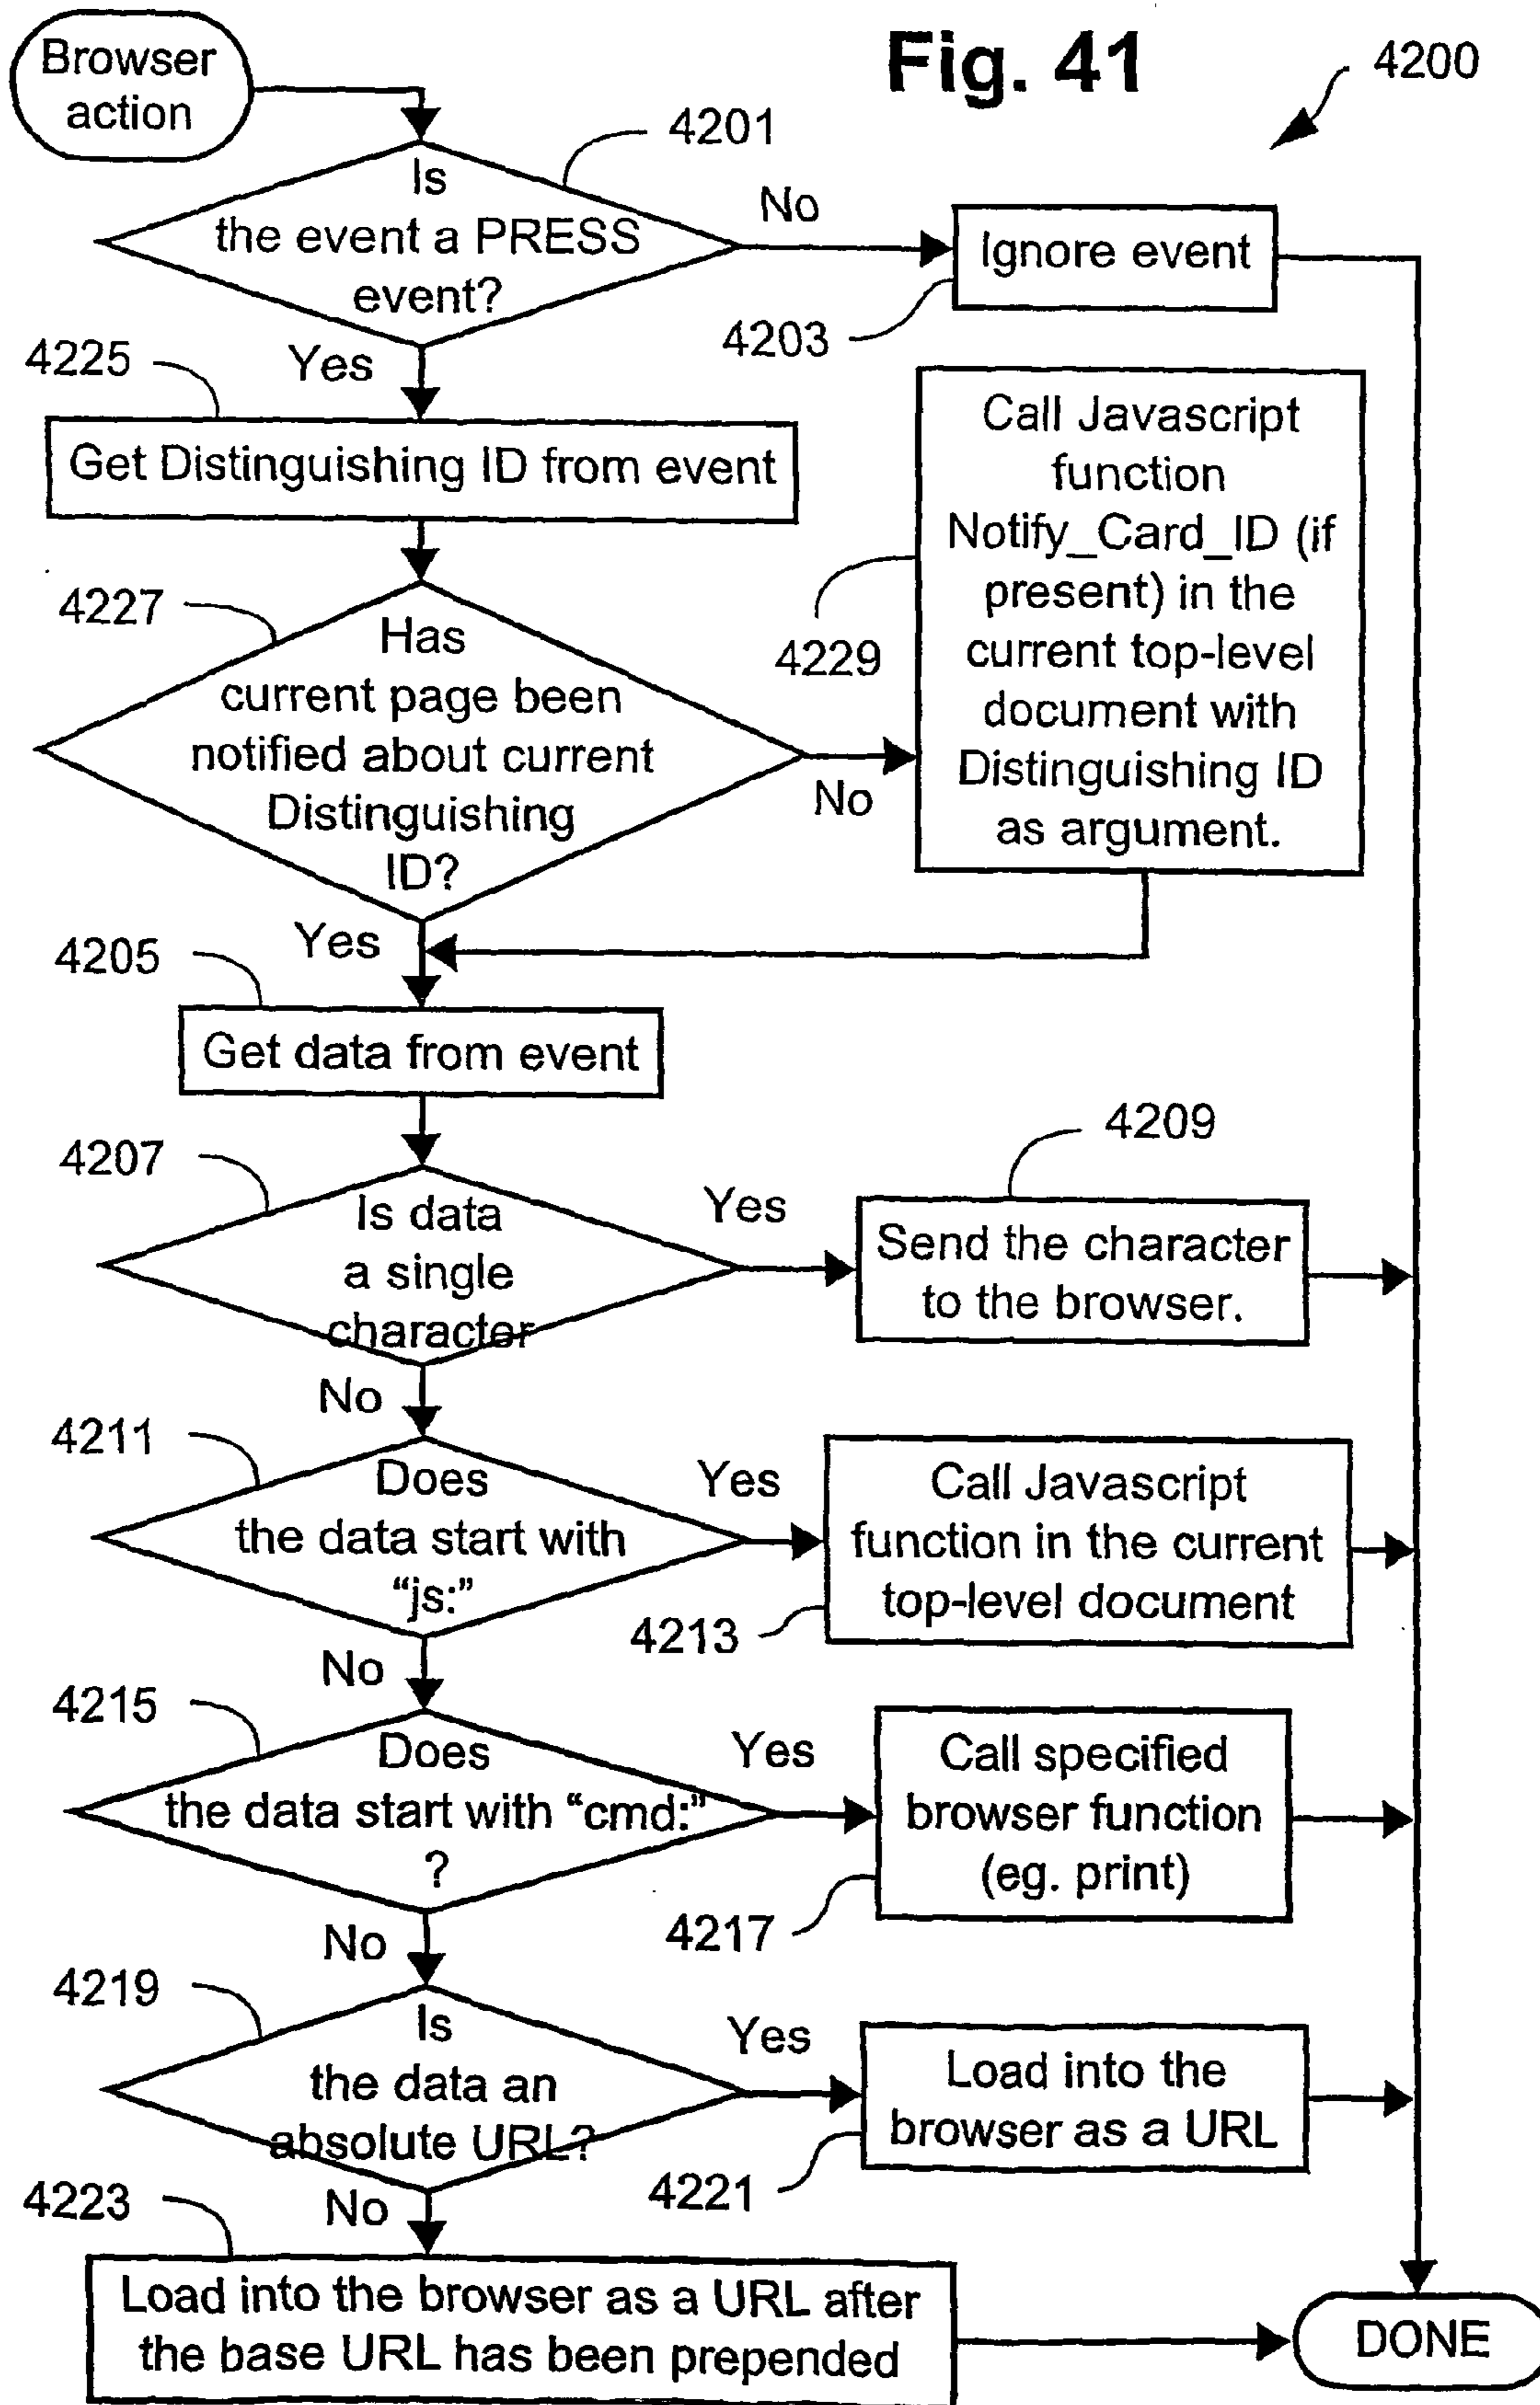 Browser
action
Fig. 41
4200
4201
Is
the event a PRESS
event?
No
Ignore event
4203
Yes
4225
Get Distinguishing ID from event
Call Javascript
function
Notify_Card_ID (if
present) in the
current top-level
document with
Distinguishing ID
as argument.
4229
4227
Has
current page been
notified about current
Distinguishing
ID?
No
Yes
4205
Get data from event
4207
Is data
a single
character
Yes
4209
Send the character
to the browser.
No
4211
Does
the data start with
“js:”
Yes
Call Javascript
function in the current
top-level document
4213
No
4215
Does
the data start with “cmd:”
?
Yes
Call specified
browser function
(eg. print)
4217
No
4219
Is
the data an
absolute URL?
Yes
Load into the
browser as a URL
4221
No
4223
Load into the browser as a URL after
the base URL has been prepended
DONE